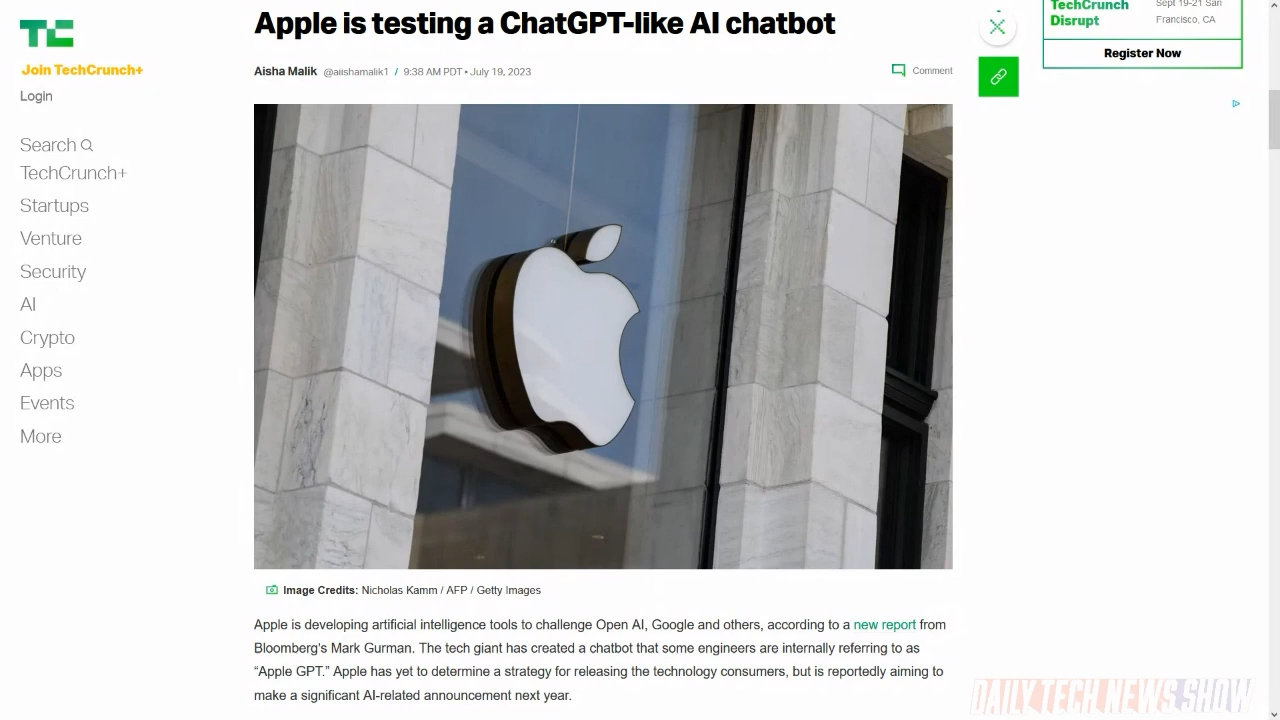 Apple is testing a ChatGPT-like AI chatbot
TechCrunch
Disrupt
Sept 19-21 San
Francisco, CA
Register Now
TC
Join TechCrunch+
Login
Search
TechCrunch+
Startups
Venture
Security
AI
Crypto
Apps
Events
More
Aisha Malik @aiishamalik1 / 9:38 AM PDT • July 19, 2023
Comment
Image Credits: Nicholas Kamm / AFP / Getty Images
Apple is developing artificial intelligence tools to challenge Open AI, Google and others, according to a new report from
Bloomberg's Mark Gurman. The tech giant has created a chatbot that some engineers are internally referring to as
“Apple GPT.” Apple has yet to determine a strategy for releasing the technology consumers, but is reportedly aiming to
make a significant AI-related announcement next year.
DAILY TECH NEWS SHOW